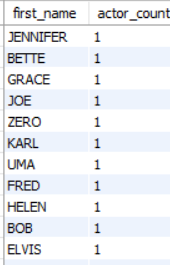 first_name actor_count
JENNIFER 1
BETTE 1
GRACE 1
JOE 1
ZERO 1
KARL 1
UMA 1
FRED 1
HELEN 1
BOB 1
ELVIS 1